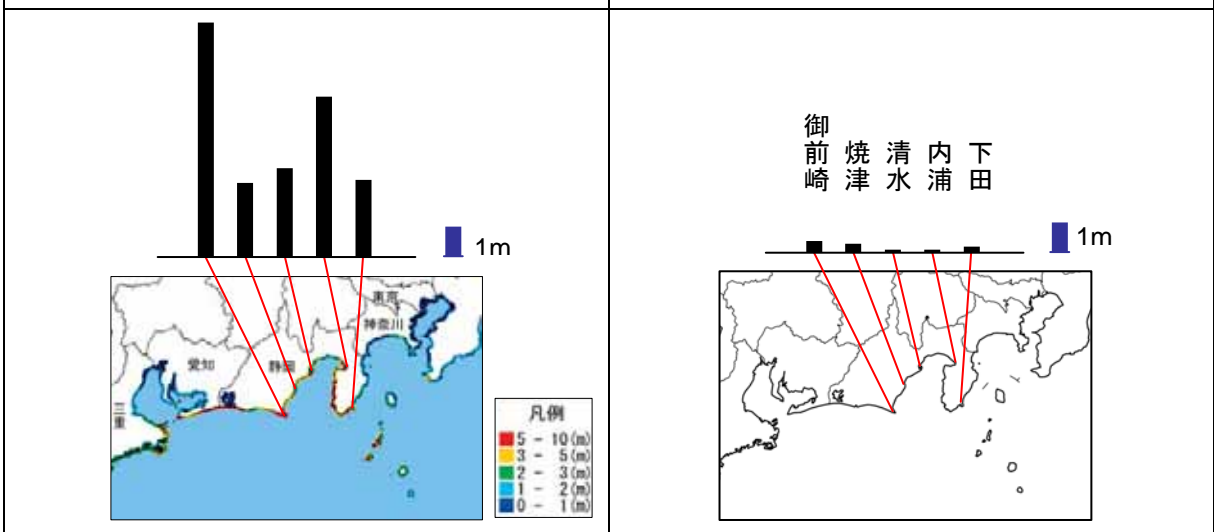 1m
東京
神奈川
愛知
静岡
三重
凡例
5 - 10(m)
3 - 5(m)
2 - 3(m)
1 - 2(m)
0 - 1(m)
御前崎
焼津
清水
内浦
下田
1m